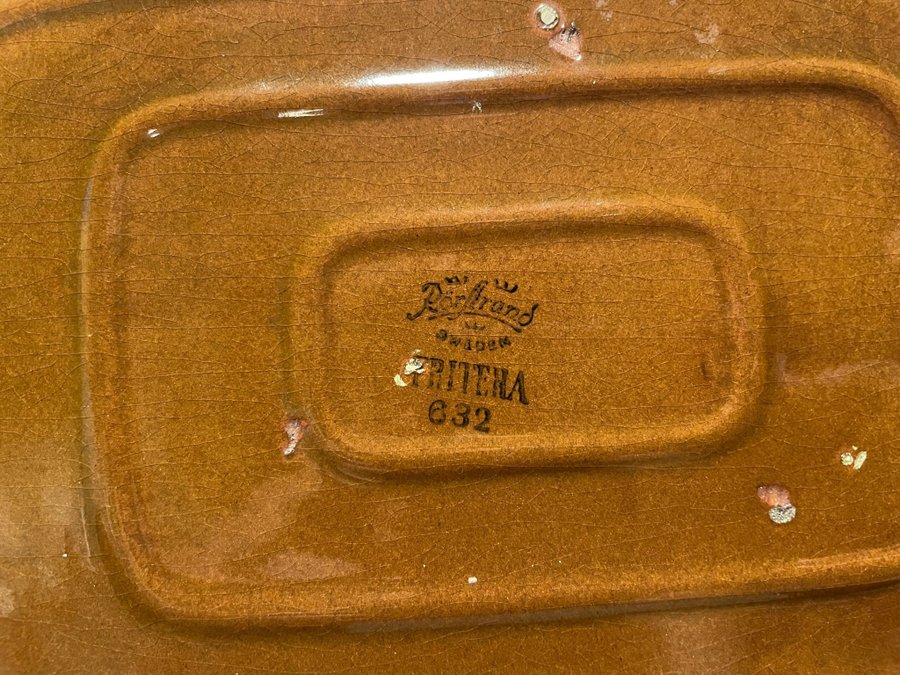 Rörstrand
SWEDEN
FRITERA
632